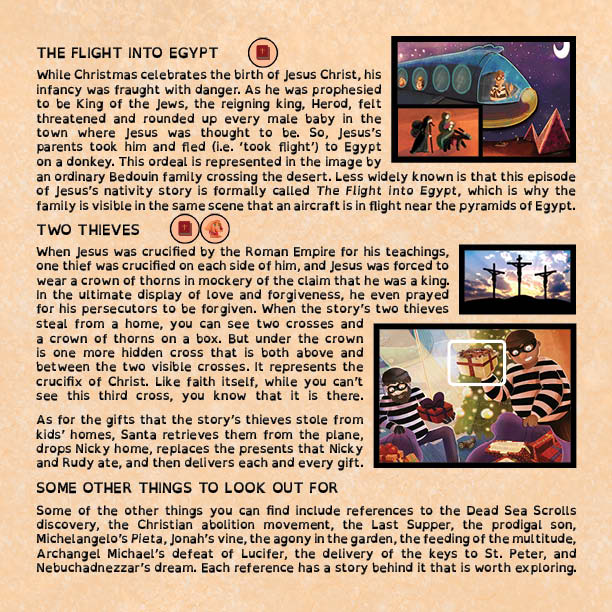 THE FLIGHT INTO EGYPT
While Christmas celebrates the birth of Jesus Christ, his
infancy was fraught with danger. As he was prophesied
to be King of the Jews, the reigning king, Herod, felt
threatened and rounded up every male baby in the
town where Jesus was thought to be. So, Jesus's
parents took him and fled (i.e. 'took flight') to Egypt
on a donkey. This ordeal is represented in the image by
an ordinary Bedouin family crossing the desert. Less widely known is that this episode
of Jesus's nativity story is formally called The Flight into Egypt, which is why the
family is visible in the same scene that an aircraft is in flight near the pyramids of Egypt.
TWO THIEVES
When Jesus was crucified by the Roman Empire for his teachings,
one thief was crucified on each side of him, and Jesus was forced to
wear a crown of thorns in mockery of the claim that he was a king.
In the ultimate display of love and forgiveness, he even prayed
for his persecutors to be forgiven. When the story's two thieves
steal from a home, you can see two crosses and
a crown of thorns on a box. But under the crown
is one more hidden cross that is both above and
between the two visible crosses. It represents the
crucifix of Christ. Like faith itself, while you can't
see this third cross, you know that it is there.
As for the gifts that the story's thieves stole from
kids' homes, Santa retrieves them from the plane,
drops Nicky home, replaces the presents that Nicky
and Rudy ate, and then delivers each and every gift.
SOME OTHER THINGS TO LOOK OUT FOR
Some of the other things you can find include references to the Dead Sea Scrolls
discovery, the Christian abolition movement, the Last Supper, the prodigal son,
Michelangelo's Pieta, Jonah's vine, the agony in the garden, the feeding of the multitude,
Archangel Michael's defeat of Lucifer, the delivery of the keys to St. Peter, and
Nebuchadnezzar's dream. Each reference has a story behind it that is worth exploring.